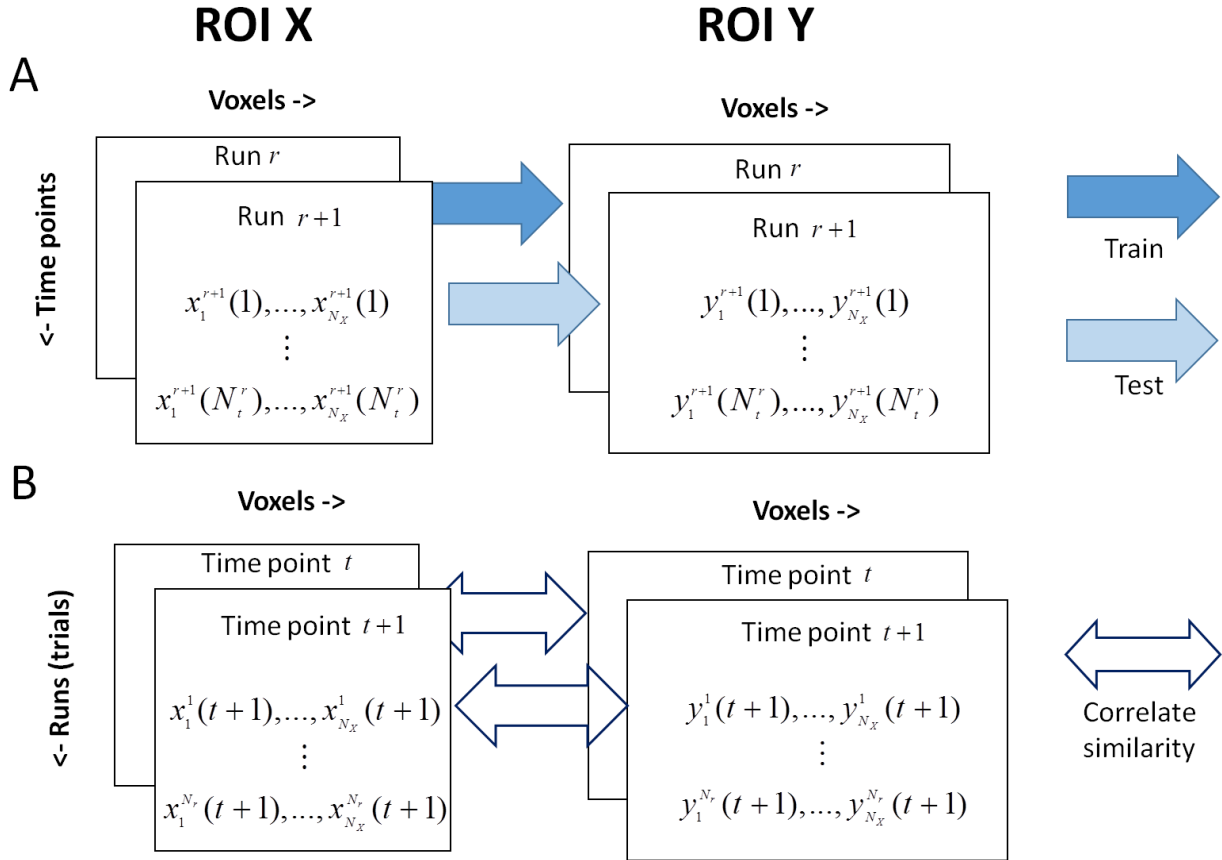 ROI X
ROI Y
A
Voxels ->
Voxels ->
<- Time points
Run r
Run r+1
x_1^{r+1}(1),...,x_{N_X}^{r+1}(1)
⋮
x_1^{r+1}(N_t^r),...,x_{N_X}^{r+1}(N_t^r)
Run r
Run r+1
y_1^{r+1}(1),...,y_{N_X}^{r+1}(1)
⋮
y_1^{r+1}(N_t^r),...,y_{N_X}^{r+1}(N_t^r)
Train
Test
B
Voxels ->
Voxels ->
<- Runs (trials)
Time point t
Time point t+1
x_1^1(t+1),...,x_{N_X}^1(t+1)
⋮
x_1^{N_r}(t+1),...,x_{N_X}^{N_r}(t+1)
Time point t
Time point t+1
y_1^1(t+1),...,y_{N_X}^1(t+1)
⋮
y_1^{N_r}(t+1),...,y_{N_X}^{N_r}(t+1)
Correlate
similarity